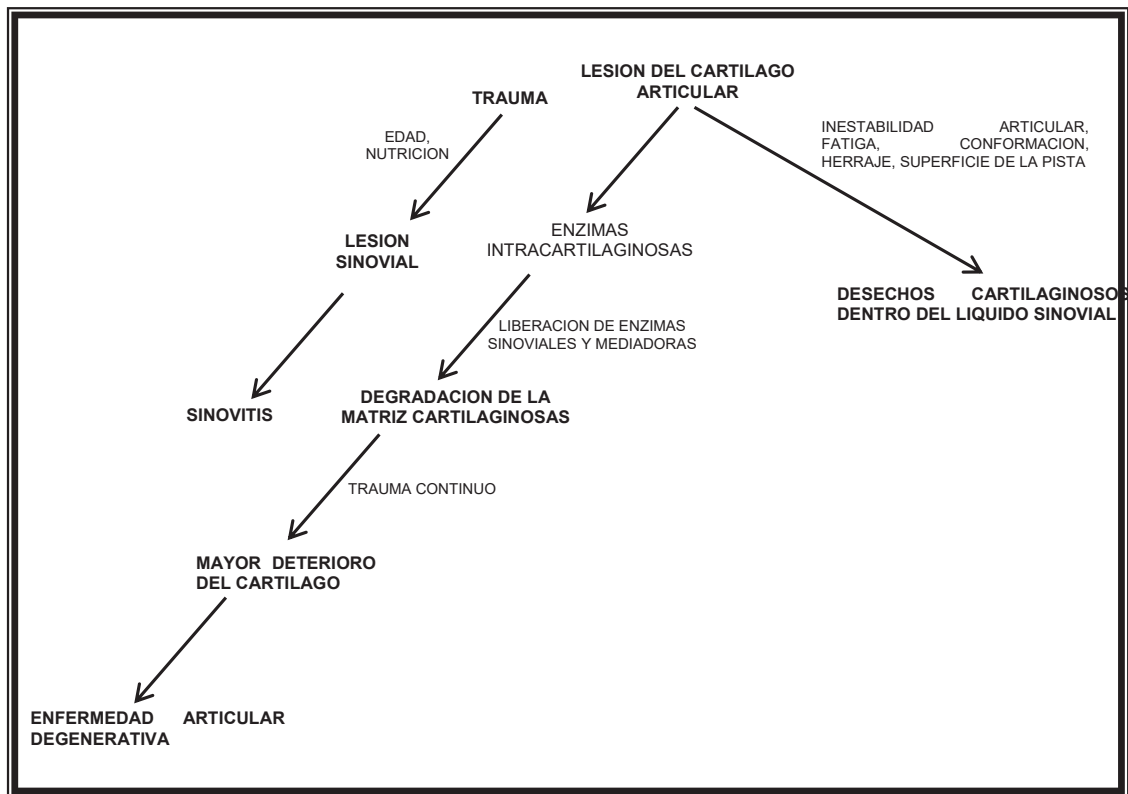 LESION DEL CARTILAGO
ARTICULAR
TRAUMA
INESTABILIDAD ARTICULAR,
FATIGA, CONFORMACION,
HERRAJE, SUPERFICIE DE LA PISTA
EDAD,
NUTRICION
ENZIMAS
INTRACARTILAGINOSAS
LESION
SINOVIAL
DESECHOS CARTILAGINOSOS
DENTRO DEL LIQUIDO SINOVIAL
LIBERACION DE ENZIMAS
SINOVIALES Y MEDIADORAS
DEGRADACION DE LA
MATRIZ CARTILAGINOSAS
SINOVITIS
TRAUMA CONTINUO
MAYOR DETERIORO
DEL CARTILAGO
ENFERMEDAD ARTICULAR
DEGENERATIVA